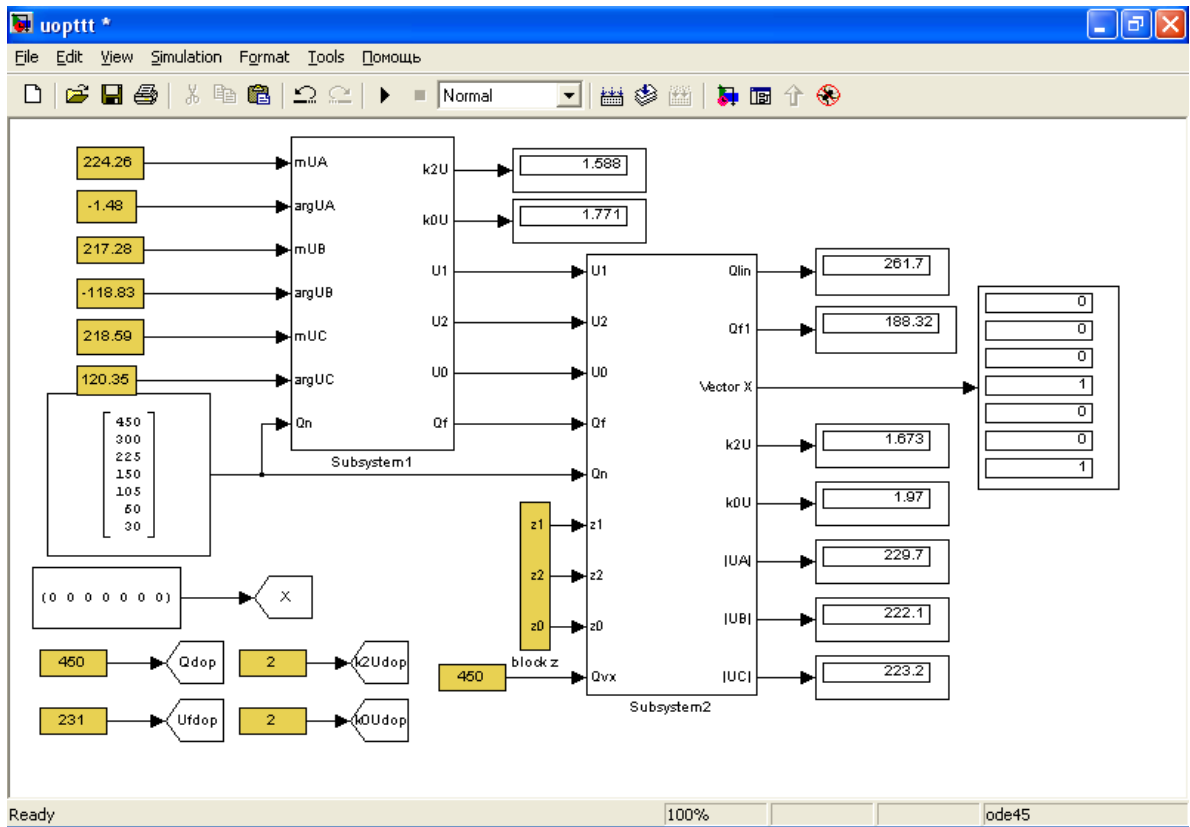 uopttt *
File Edit View Simulation Format Tools Помощь
Normal
224.26
-1.48
217.28
-118.83
218.59
120.35
mUA
argUA
mUB
argUB
mUC
argUC
Qn
k2U
k0U
U1
U2
U0
Qf
Subsystem1
1.588
1.771
450
300
225
150
105
60
30
(0 0 0 0 0 0 0)
X
450
Qdop
2
k2Udop
231
Ufdop
2
k0Udop
z1
z2
z0
block z
450
U1
U2
U0
Qf
Qn
z1
z2
z0
Qvx
Qlin
Qf1
Vector X
k2U
k0U
|UA|
|UB|
|UC|
Subsystem2
261.7
188.32
1.673
1.97
229.7
222.1
223.2
0
0
0
1
0
0
1
Ready 100% ode45